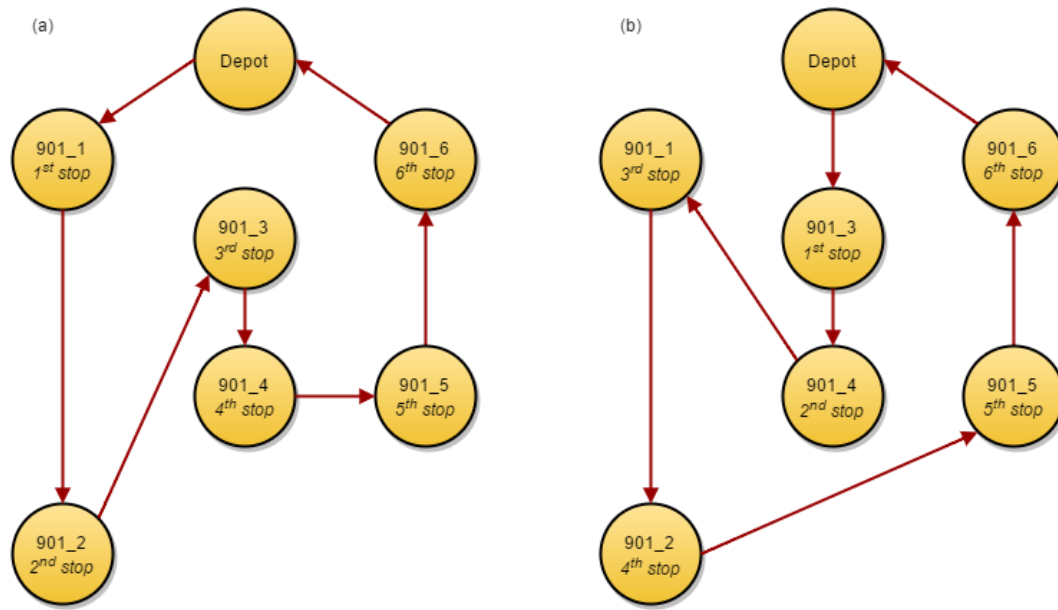 (a)
Depot
901_1
1st stop
901_6
6th stop
901_3
3rd stop
901_4
4th stop
901_5
5th stop
901_2
2nd stop
(b)
Depot
901_1
3rd stop
901_6
6th stop
901_3
1st stop
901_4
2nd stop
901_5
5th stop
901_2
4th stop